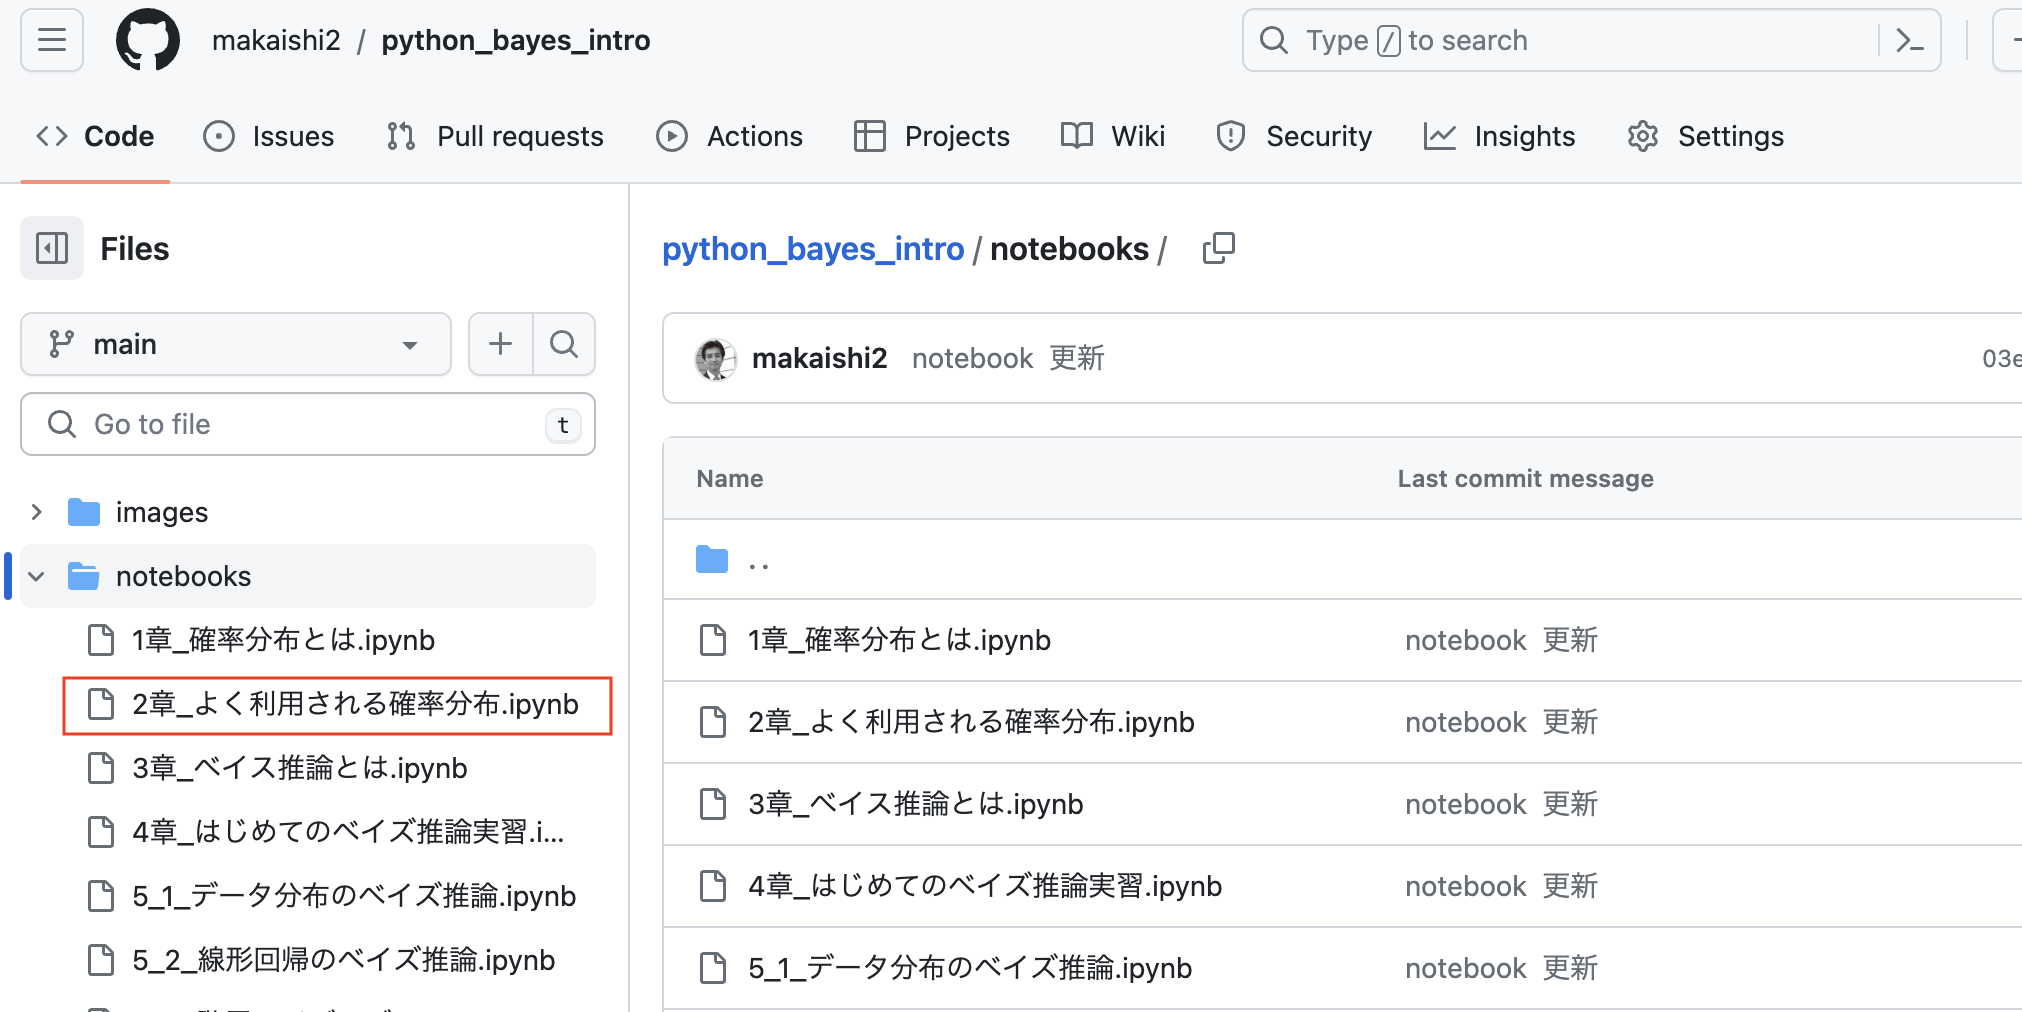 makaishi2 / python_bayes_intro
Type / to search
Code
Issues
Pull requests
Actions
Projects
Wiki
Security
Insights
Settings
Files
main
Go to file
t
images
notebooks
1章_確率分布とは.ipynb
2章_よく利用される確率分布.ipynb
3章_ベイス推論とは.ipynb
4章_はじめてのベイズ推論実習.i...
5_1_データ分布のベイズ推論.ipynb
5_2_線形回帰のベイズ推論.ipynb
python_bayes_intro / notebooks /
makaishi2 notebook 更新
03e
Name Last commit message
..
1章_確率分布とは.ipynb notebook 更新
2章_よく利用される確率分布.ipynb notebook 更新
3章_ベイス推論とは.ipynb notebook 更新
4章_はじめてのベイズ推論実習.ipynb notebook 更新
5_1_データ分布のベイズ推論.ipynb notebook 更新